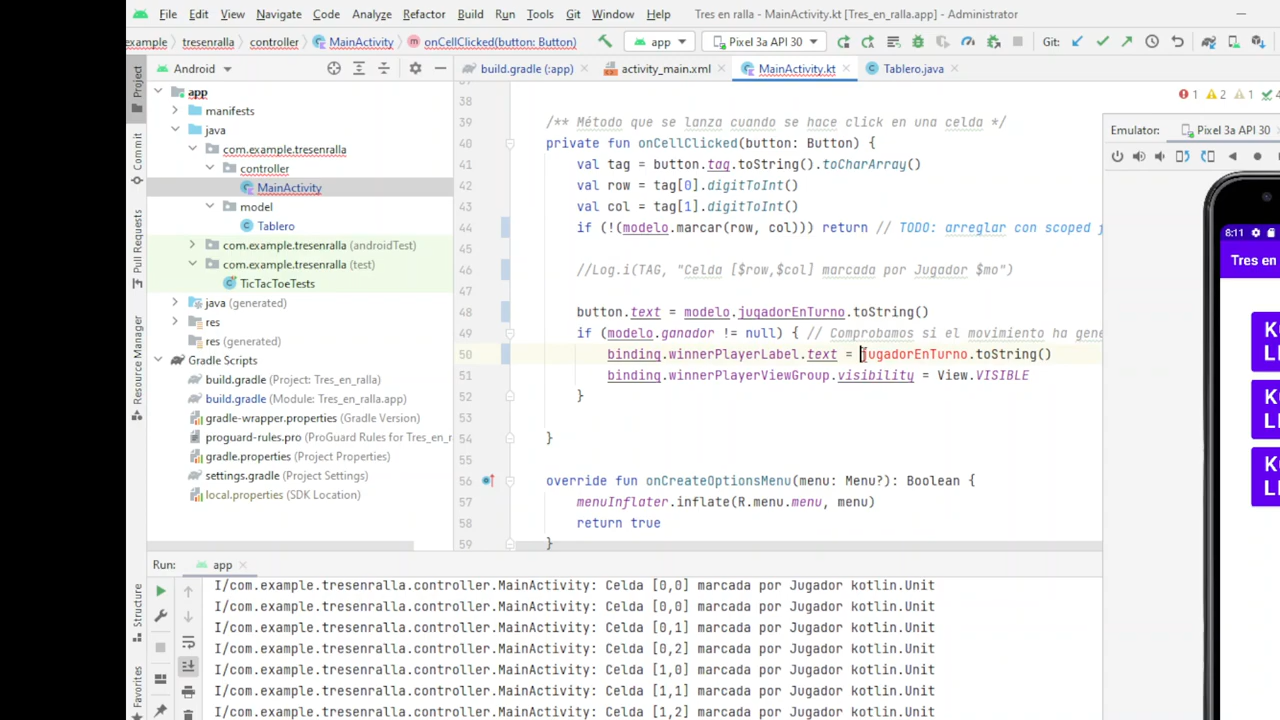 File Edit View Navigate Code Analyze Refactor Build Run Tools Git Window Help Tres en ralla - MainActivity.kt [Tres_en_ralla.app] - Administrator
example tresenralla controller MainActivity onCellClicked(button: Button) app Pixel 3a API 30 Git:
Android build.gradle (:app) activity_main.xml MainActivity.kt Tablero.java
Project
Commit
Pull Requests
Resource Manager
Structure
Favorites
app
manifests
java
com.example.tresenralla
controller
MainActivity
model
Tablero
com.example.tresenralla (androidTest)
com.example.tresenralla (test)
TicTacToeTests
java (generated)
res
res (generated)
Gradle Scripts
build.gradle (Project: Tres_en_ralla)
build.gradle (Module: Tres_en_ralla.app)
gradle-wrapper.properties (Gradle Version)
proguard-rules.pro (ProGuard Rules for Tres_en_ralla
gradle.properties (Project Properties)
settings.gradle (Project Settings)
local.properties (SDK Location)
1 2 1 4
38
39 /** Método que se lanza cuando se hace click en una celda */
40 private fun onCellClicked(button: Button) {
41 val tag = button.tag.toString().toCharArray()
42 val row = tag[0].digitToInt()
43 val col = tag[1].digitToInt()
44 if (!(modelo.marcar(row, col))) return // TODO: arreglar con scoped
45
46 //Log.i(TAG, "Celda [$row,$col] marcada por Jugador $mo")
47
48 button.text = modelo.jugadorEnTurno.toString()
49 if (modelo.ganador != null) { // Comprobamos si el movimiento ha gene
50 binding.winnerPlayerLabel.text = jugadorEnTurno.toString()
51 binding.winnerPlayerViewGroup.visibility = View.VISIBLE
52 }
53
54 }
55
56 override fun onCreateOptionsMenu(menu: Menu?): Boolean {
57 menuInflater.inflate(R.menu.menu, menu)
58 return true
59 }
Emulator: Pixel 3a API 30
8:11
Tres en
Run: app
I/com.example.tresenralla.controller.MainActivity: Celda [0,0] marcada por Jugador kotlin.Unit
I/com.example.tresenralla.controller.MainActivity: Celda [0,0] marcada por Jugador kotlin.Unit
I/com.example.tresenralla.controller.MainActivity: Celda [0,1] marcada por Jugador kotlin.Unit
I/com.example.tresenralla.controller.MainActivity: Celda [0,2] marcada por Jugador kotlin.Unit
I/com.example.tresenralla.controller.MainActivity: Celda [1,0] marcada por Jugador kotlin.Unit
I/com.example.tresenralla.controller.MainActivity: Celda [1,1] marcada por Jugador kotlin.Unit
I/com.example.tresenralla.controller.MainActivity: Celda [1,2] marcada por Jugador kotlin.Unit